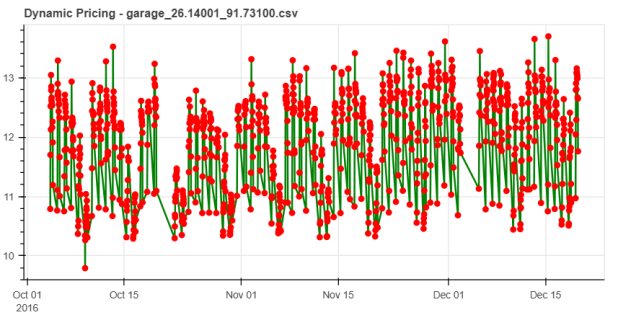 Dynamic Pricing - garage_26.14001_91.73100.csv
13
12
11
10
Oct 01 Oct 15 Nov 01 Nov 15 Dec 01 Dec 15
2016